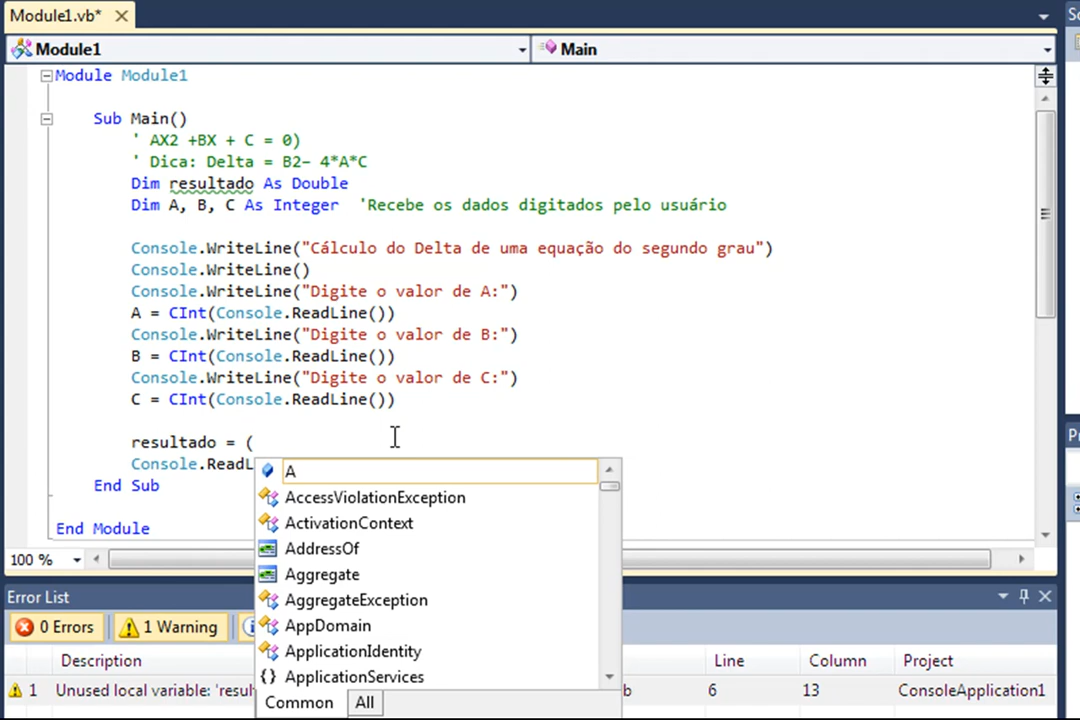 Module1.vb* ✕ Sc
Module1 Main
Module Module1
Sub Main()
' AX2 +BX + C = 0)
' Dica: Delta = B2– 4*A*C
Dim resultado As Double
Dim A, B, C As Integer 'Recebe os dados digitados pelo usuário
Console.WriteLine("Cálculo do Delta de uma equação do segundo grau")
Console.WriteLine()
Console.WriteLine("Digite o valor de A:")
A = CInt(Console.ReadLine())
Console.WriteLine("Digite o valor de B:")
B = CInt(Console.ReadLine())
Console.WriteLine("Digite o valor de C:")
C = CInt(Console.ReadLine())
resultado = ( Pr
Console.ReadL
End Sub
End Module
A
AccessViolationException
ActivationContext
AddressOf
Aggregate
AggregateException
AppDomain
ApplicationIdentity
{} ApplicationServices
Common All
100 %
Error List
0 Errors 1 Warning
Description Line Column Project
1 Unused local variable: 'resul b 6 13 ConsoleApplication1